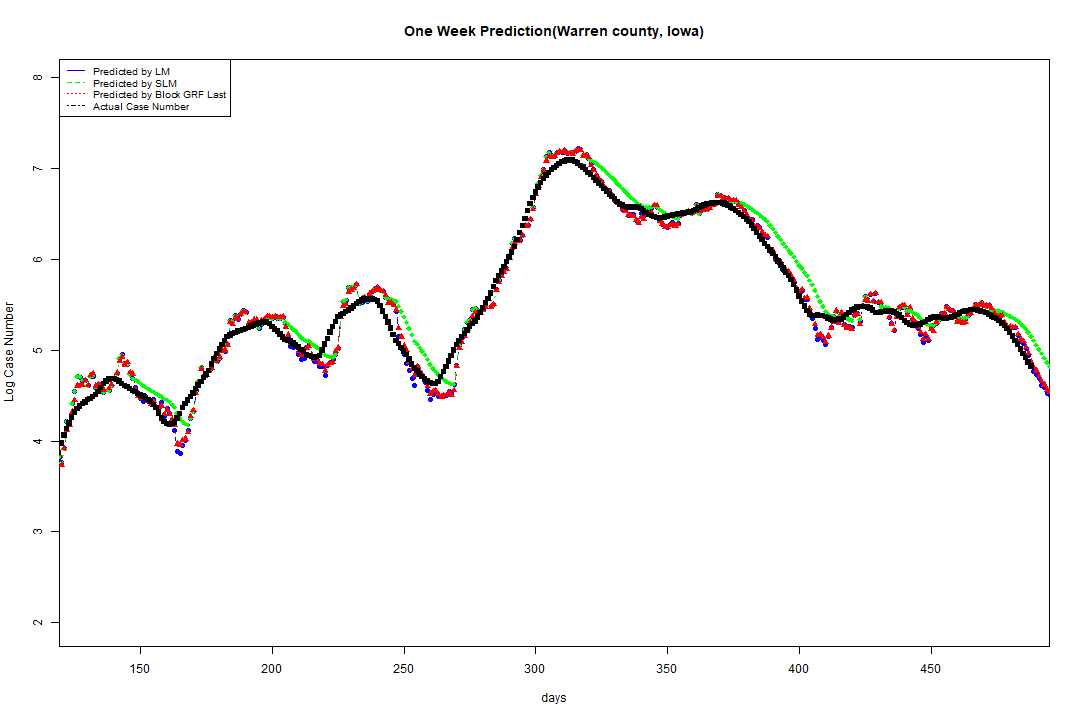 One Week Prediction(Warren county, Iowa)
Predicted by LM
Predicted by SLM
Predicted by Block GRF Last
Actual Case Number
8
7
6
5
4
3
2
Log Case Number
150 200 250 300 350 400 450
days